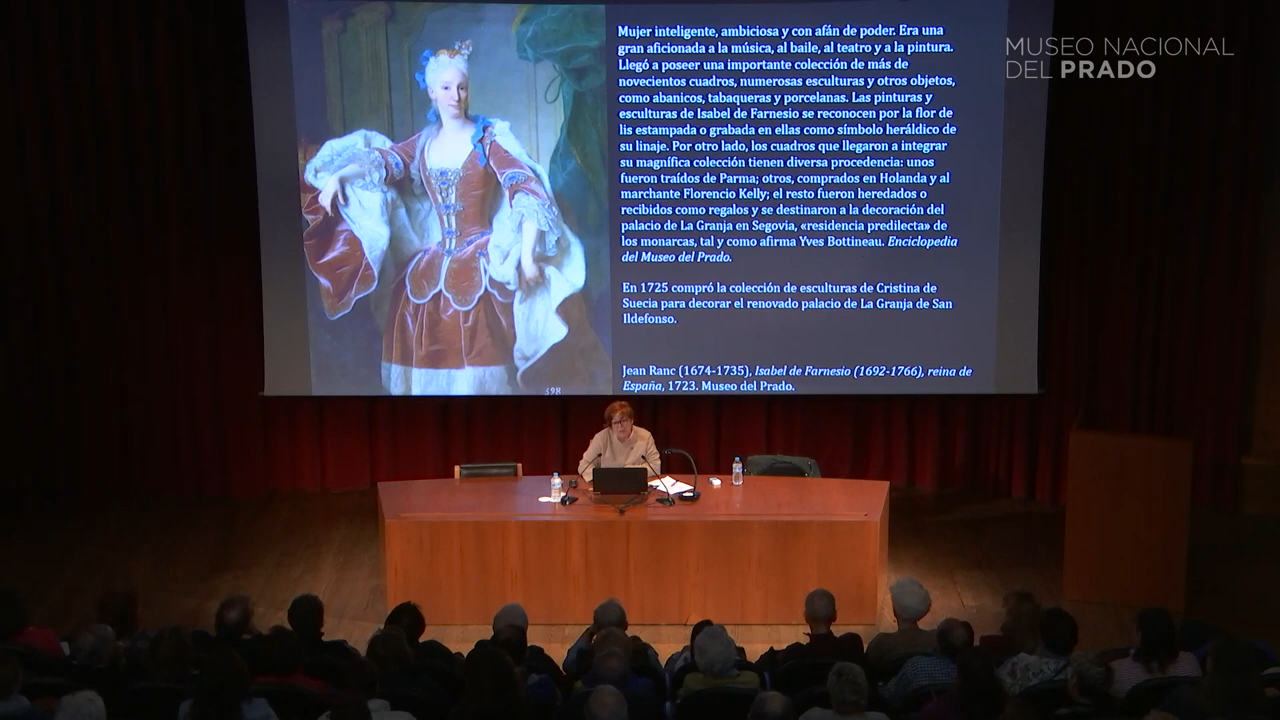 Mujer inteligente, ambiciosa y con afán de poder. Era una
gran aficionada a la música, al baile, al teatro y a la pintura.
Llegó a poseer una importante colección de más de
novecientos cuadros, numerosas esculturas y otros objetos,
como abanicos, tabaqueras y porcelanas. Las pinturas y
esculturas de Isabel de Farnesio se reconocen por la flor de
lis estampada o grabada en ellas como símbolo heráldico de
su linaje. Por otro lado, los cuadros que llegaron a integrar
su magnífica colección tienen diversa procedencia: unos
fueron traídos de Parma; otros, comprados en Holanda y al
marchante Florencio Kelly; el resto fueron heredados o
recibidos como regalos y se destinaron a la decoración del
palacio de La Granja en Segovia, «residencia predilecta» de
los monarcas, tal y como afirma Yves Bottineau. Enciclopedia
del Museo del Prado.
En 1725 compró la colección de esculturas de Cristina de
Suecia para decorar el renovado palacio de La Granja de San
Ildefonso.
Jean Ranc (1674-1735), Isabel de Farnesio (1692-1766), reina de
España, 1723. Museo del Prado.
398
MUSEO NACIONAL
DEL PRADO